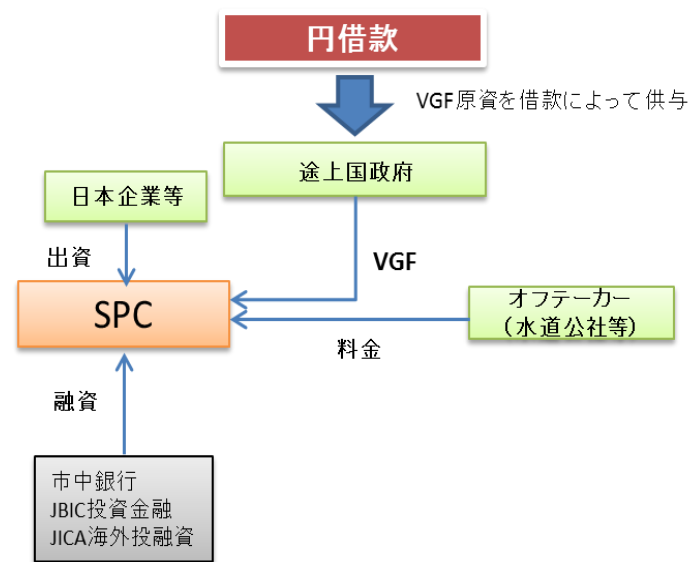 円借款
VGF原資を借款によって供与
途上国政府
日本企業等
出資
VGF
SPC
オフテーカー
(水道公社等)
料金
融資
市中銀行
JBIC投資金融
JICA海外投融資